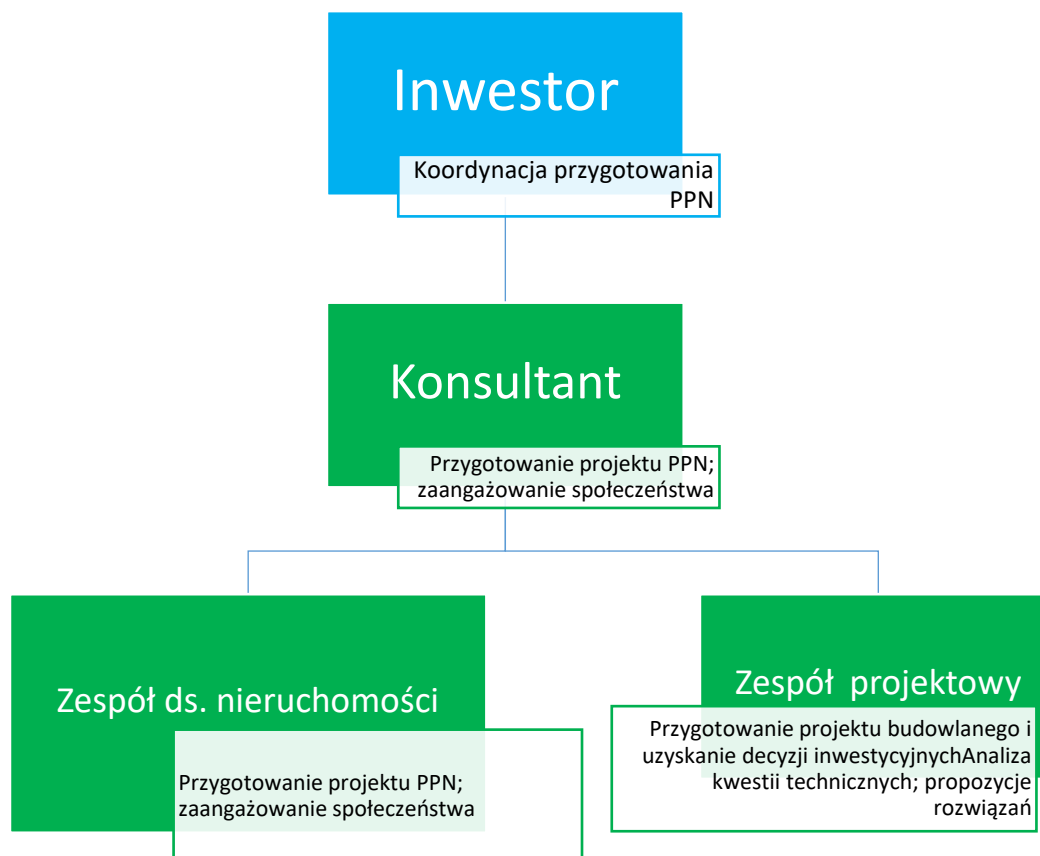 Inwestor
Koordynacja przygotowania
PPN
Konsultant
Przygotowanie projektu PPN;
zaangażowanie społeczeństwa
Zespół ds. nieruchomości
Przygotowanie projektu PPN;
zaangażowanie społeczeństwa
Zespół projektowy
Przygotowanie projektu budowlanego i
uzyskanie decyzji inwestycyjnychAnaliza
kwestii technicznych; propozycje
rozwiązań